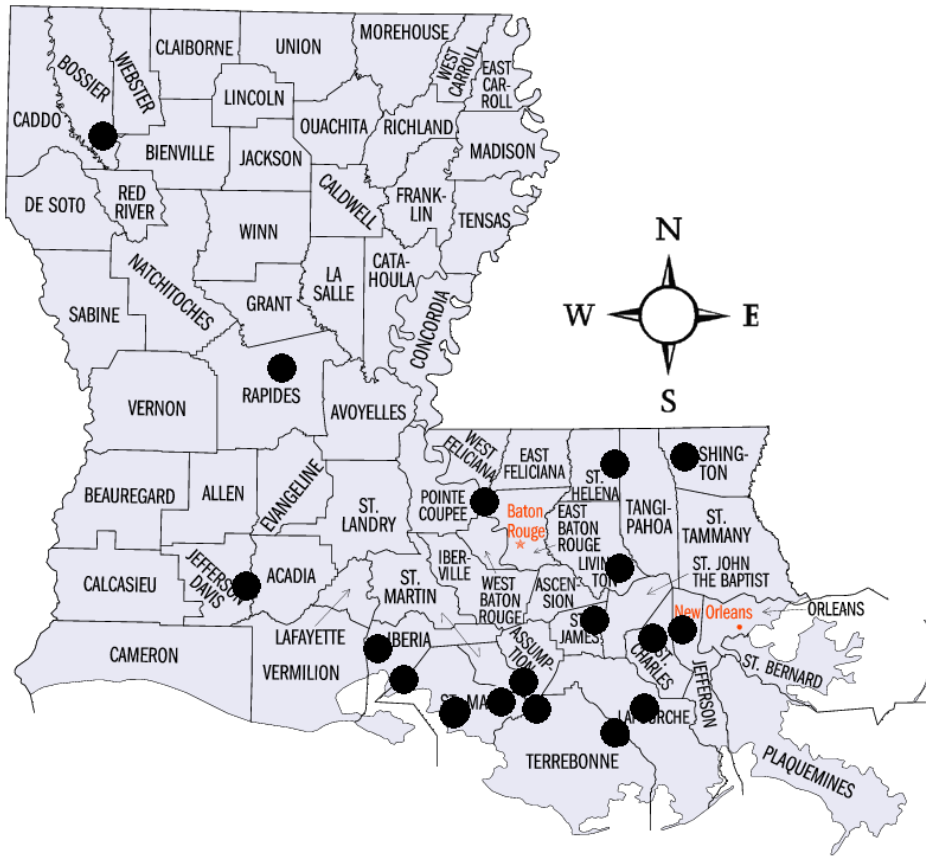 MOREHOUSE
CLAIBORNE
UNION
WEST
CARROLL
EAST
CAR-
ROLL
BOSSIER
WEBSTER
LINCOLN
CADDO
OUACHITA
RICHLAND
BIENVILLE
JACKSON
MADISON
DE SOTO
RED
RIVER
CALDWELL
FRANK-
LIN
TENSAS
WINN
NATCHITOCHES
LA
SALLE
CATA-
HOULA
CONCORDIA
SABINE
GRANT
N
W
E
S
VERNON
RAPIDES
AVOYELLES
WEST
FELICIANA
EAST
FELICIANA
ST.
HELENA
SHING-
TON
BEAUREGARD
ALLEN
EVANGELINE
ST.
LANDRY
POINTE
COUPEE
Baton
Rouge
EAST
BATON
ROUGE
TANGI-
PAHOA
ST.
TAMMANY
CALCASIEU
JEFFERSON
DAVIS
ACADIA
ST.
MARTIN
IBER
VILLE
WEST
BATON
ROUGE
ASCEN-
SION
LIVIN
TON
ST. JOHN
THE BAPTIST
CAMERON
LAFAYETTE
VERMILION
BERIA
ASSUMP-
TION
JAMES
CHARLES
New Orleans
ORLEANS
ST. BERNARD
JEFFERSON
TERREBONNE
PLAQUEMINES